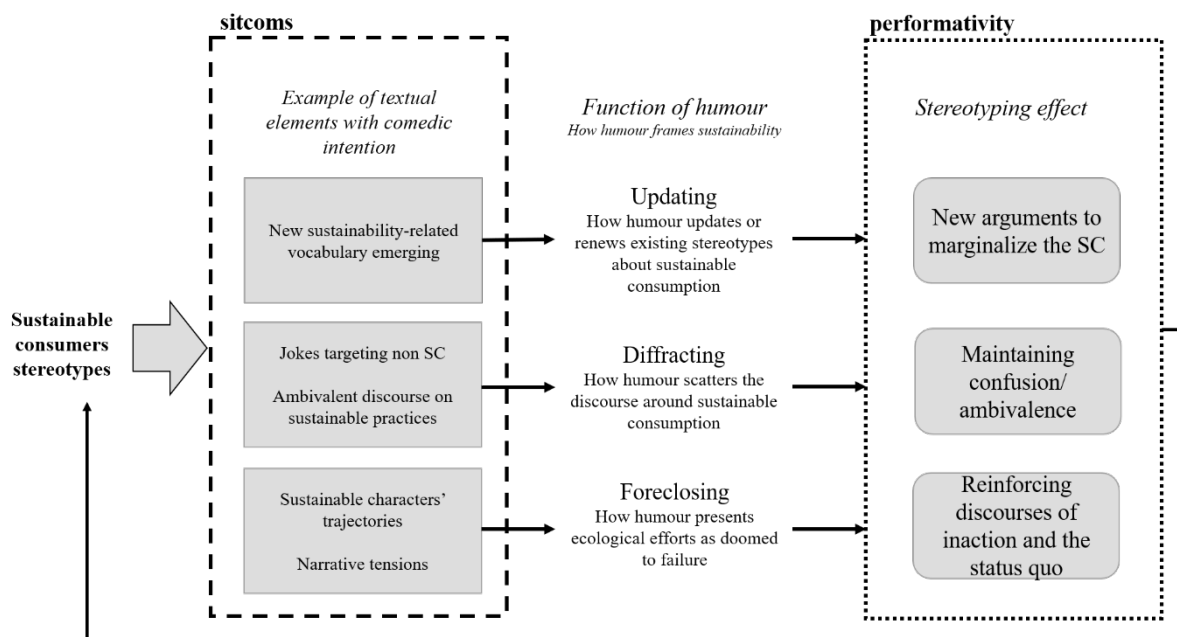 sitcoms
performativity
Example of textual
elements with comedic
intention
Function of humour
How humour frames sustainability
Stereotyping effect
New sustainability-related
vocabulary emerging
Updating
How humour updates or
renews existing stereotypes
about sustainable
consumption
New arguments to
marginalize the SC
Sustainable
consumers
stereotypes
Jokes targeting non SC
Ambivalent discourse on
sustainable practices
Diffracting
How humour scatters the
discourse around sustainable
consumption
Maintaining
confusion/
ambivalence
Sustainable characters’
trajectories
Narrative tensions
Foreclosing
How humour presents
ecological efforts as doomed
to failure
Reinforcing
discourses of
inaction and the
status quo